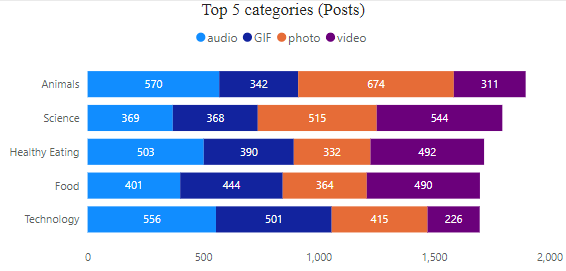 Top 5 categories (Posts)
audio GIF photo video
Animals 570 342 674 311
Science 369 368 515 544
Healthy Eating 503 390 332 492
Food 401 444 364 490
Technology 556 501 415 226
0 500 1,000 1,500 2,000